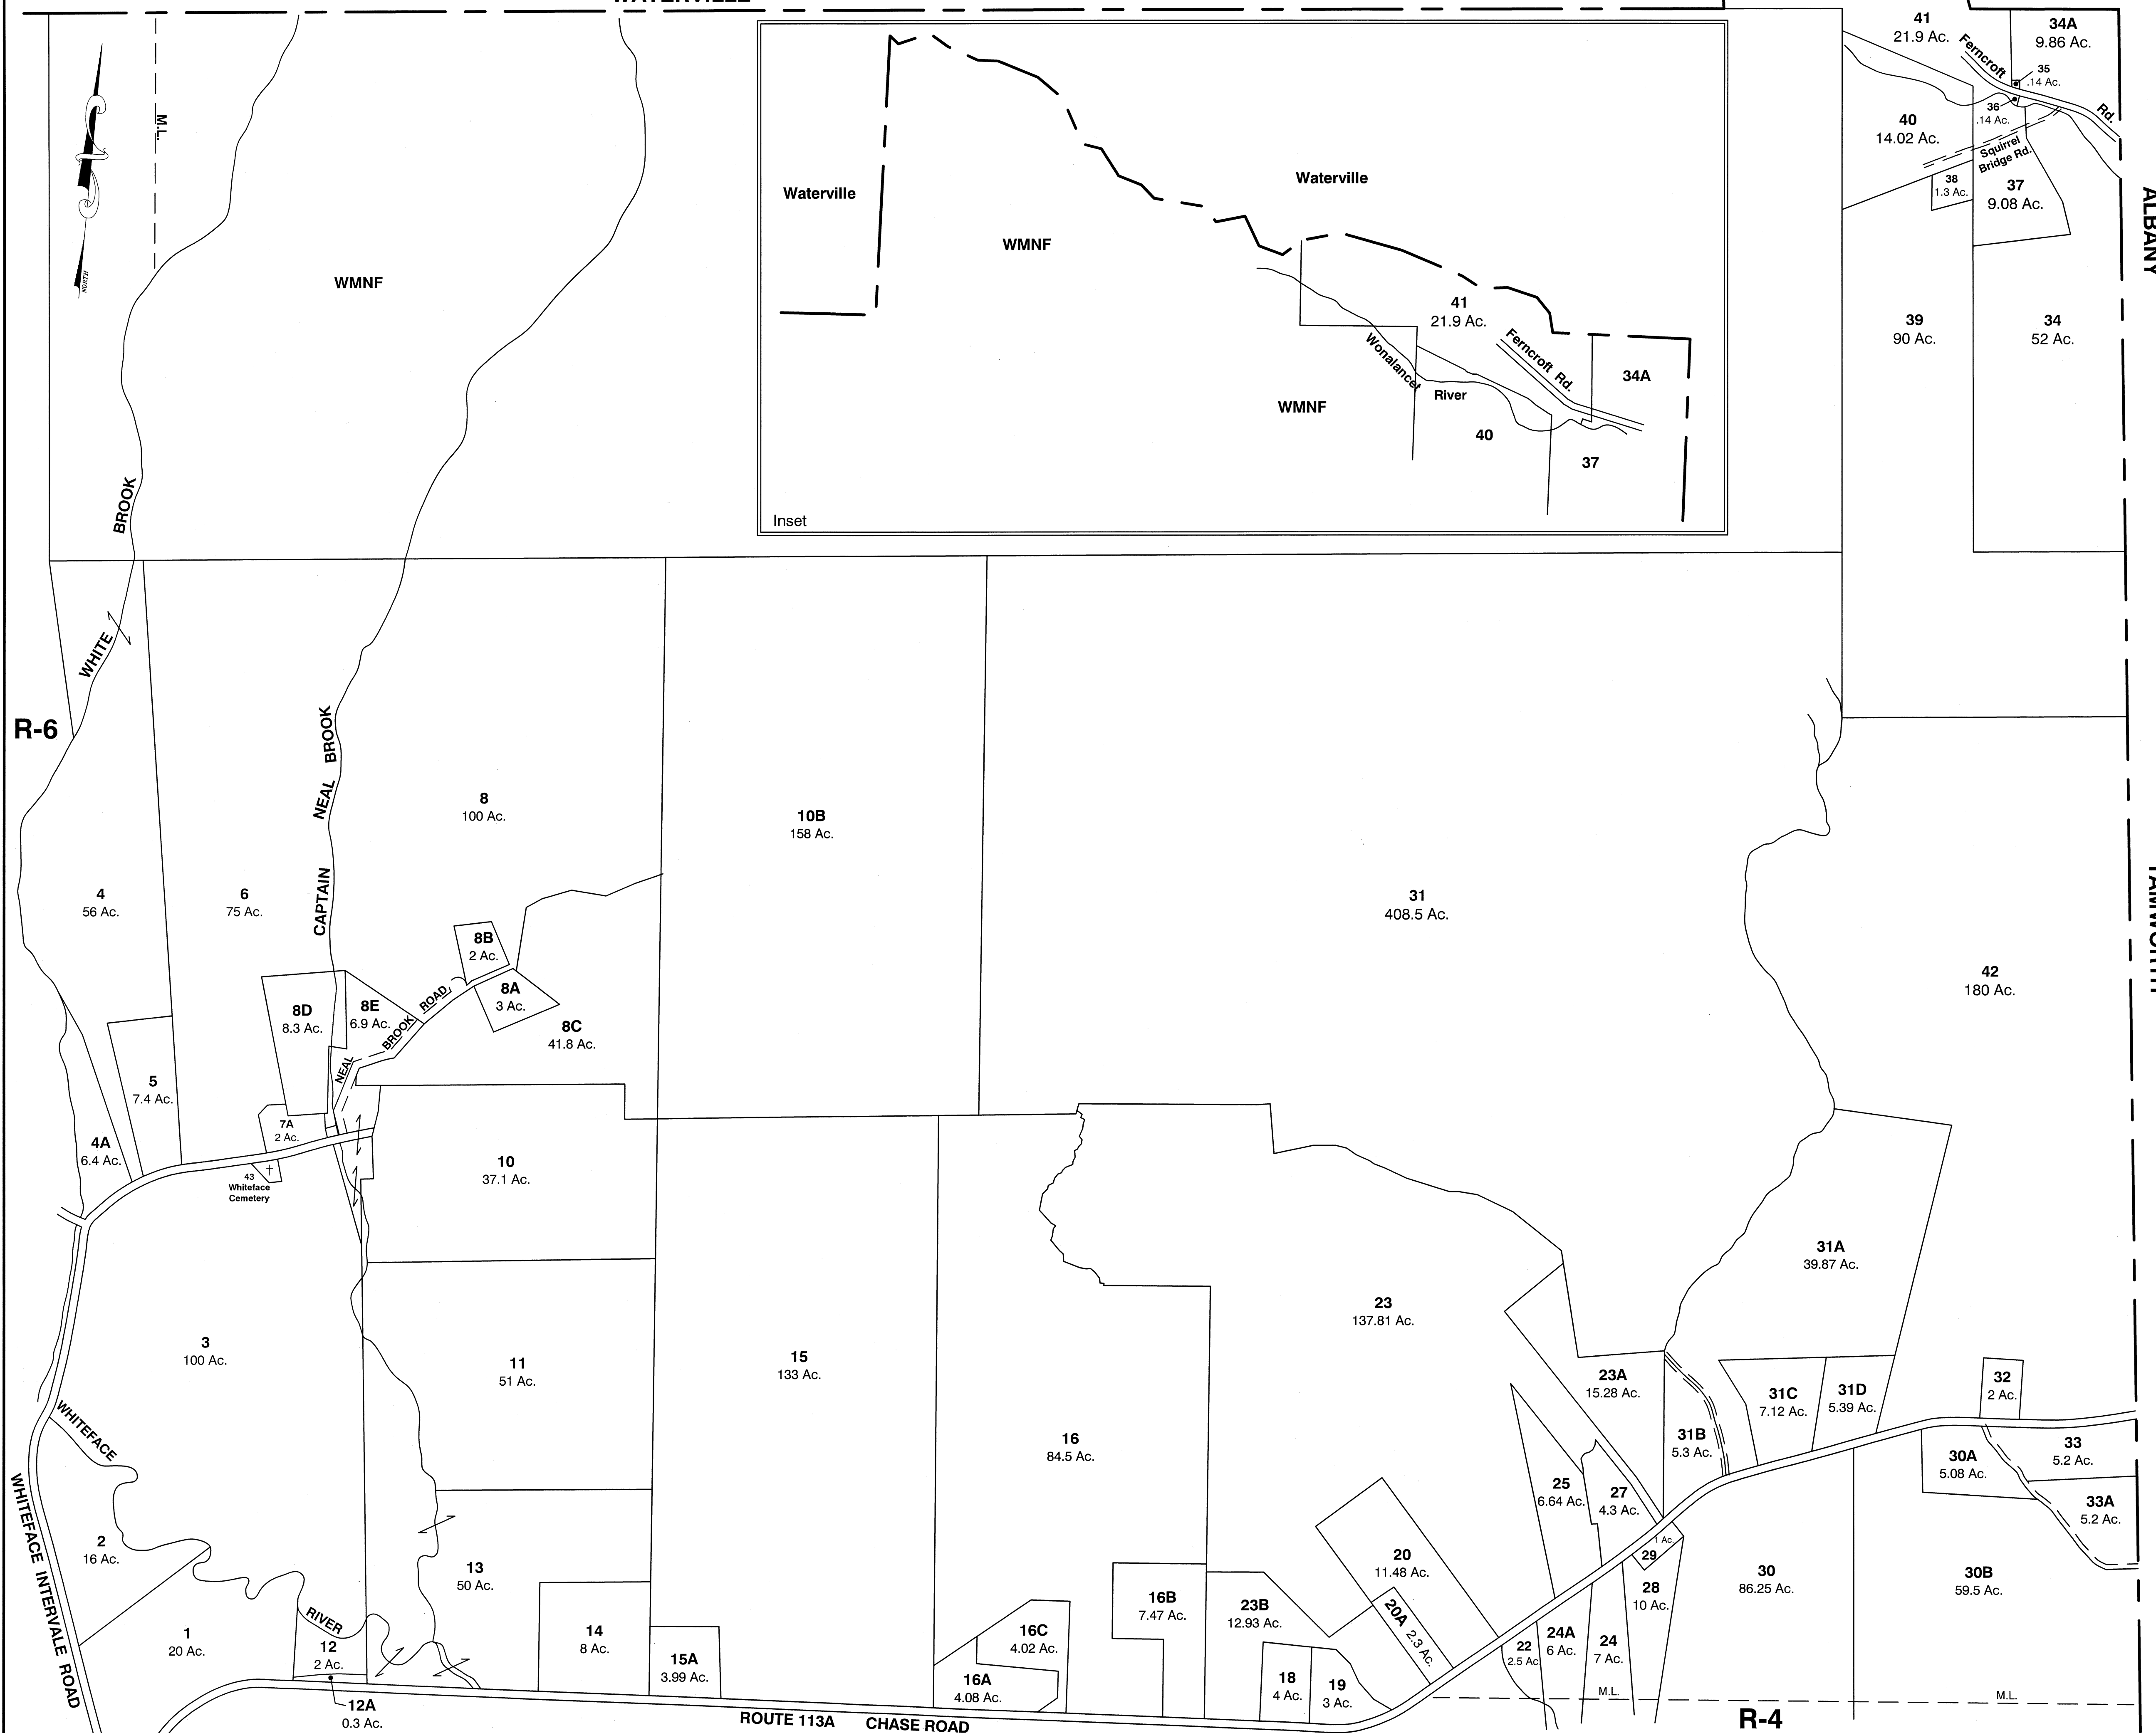 WATERVILLE
41
21.9 Ac.
34A
9.86 Ac.
Ferncroft
Rd.
35
.14 Ac.
36
.14 Ac.
40
14.02 Ac.
Squirrel
Bridge Rd.
38
1.3 Ac.
37
9.08 Ac.
ALBANY
39
90 Ac.
34
52 Ac.
M.L.
NORTH
WMNF
Waterville
Waterville
WMNF
41
21.9 Ac.
Ferncroft Rd.
34A
Wonalancet
River
WMNF
40
37
Inset
BROOK
WHITE
R-6
BROOK
NEAL
CAPTAIN
8
100 Ac.
10B
158 Ac.
4
56 Ac.
6
75 Ac.
31
408.5 Ac.
42
180 Ac.
TAMWORTH
8B
2 Ac.
8A
3 Ac.
8D
8.3 Ac.
8E
6.9 Ac.
NEAL
BROOK
ROAD
8C
41.8 Ac.
5
7.4 Ac.
7A
2 Ac.
4A
6.4 Ac.
43
Whiteface
Cemetery
10
37.1 Ac.
31A
39.87 Ac.
23
137.81 Ac.
3
100 Ac.
11
51 Ac.
15
133 Ac.
23A
15.28 Ac.
31C
7.12 Ac.
31D
5.39 Ac.
32
2 Ac.
WHITEFACE
16
84.5 Ac.
31B
5.3 Ac.
30A
5.08 Ac.
33
5.2 Ac.
33A
5.2 Ac.
25
6.64 Ac.
27
4.3 Ac.
1 Ac.
29
WHITEFACE INTERVALE ROAD
2
16 Ac.
13
50 Ac.
20
11.48 Ac.
20A 2.3 Ac.
30
86.25 Ac.
30B
59.5 Ac.
28
10 Ac.
16B
7.47 Ac.
23B
12.93 Ac.
RIVER
1
20 Ac.
12
2 Ac.
14
8 Ac.
15A
3.99 Ac.
16C
4.02 Ac.
16A
4.08 Ac.
18
4 Ac.
19
3 Ac.
22
2.5 Ac
24A
6 Ac.
24
7 Ac.
M.L.
M.L.
12A
0.3 Ac.
ROUTE 113A CHASE ROAD
R-4